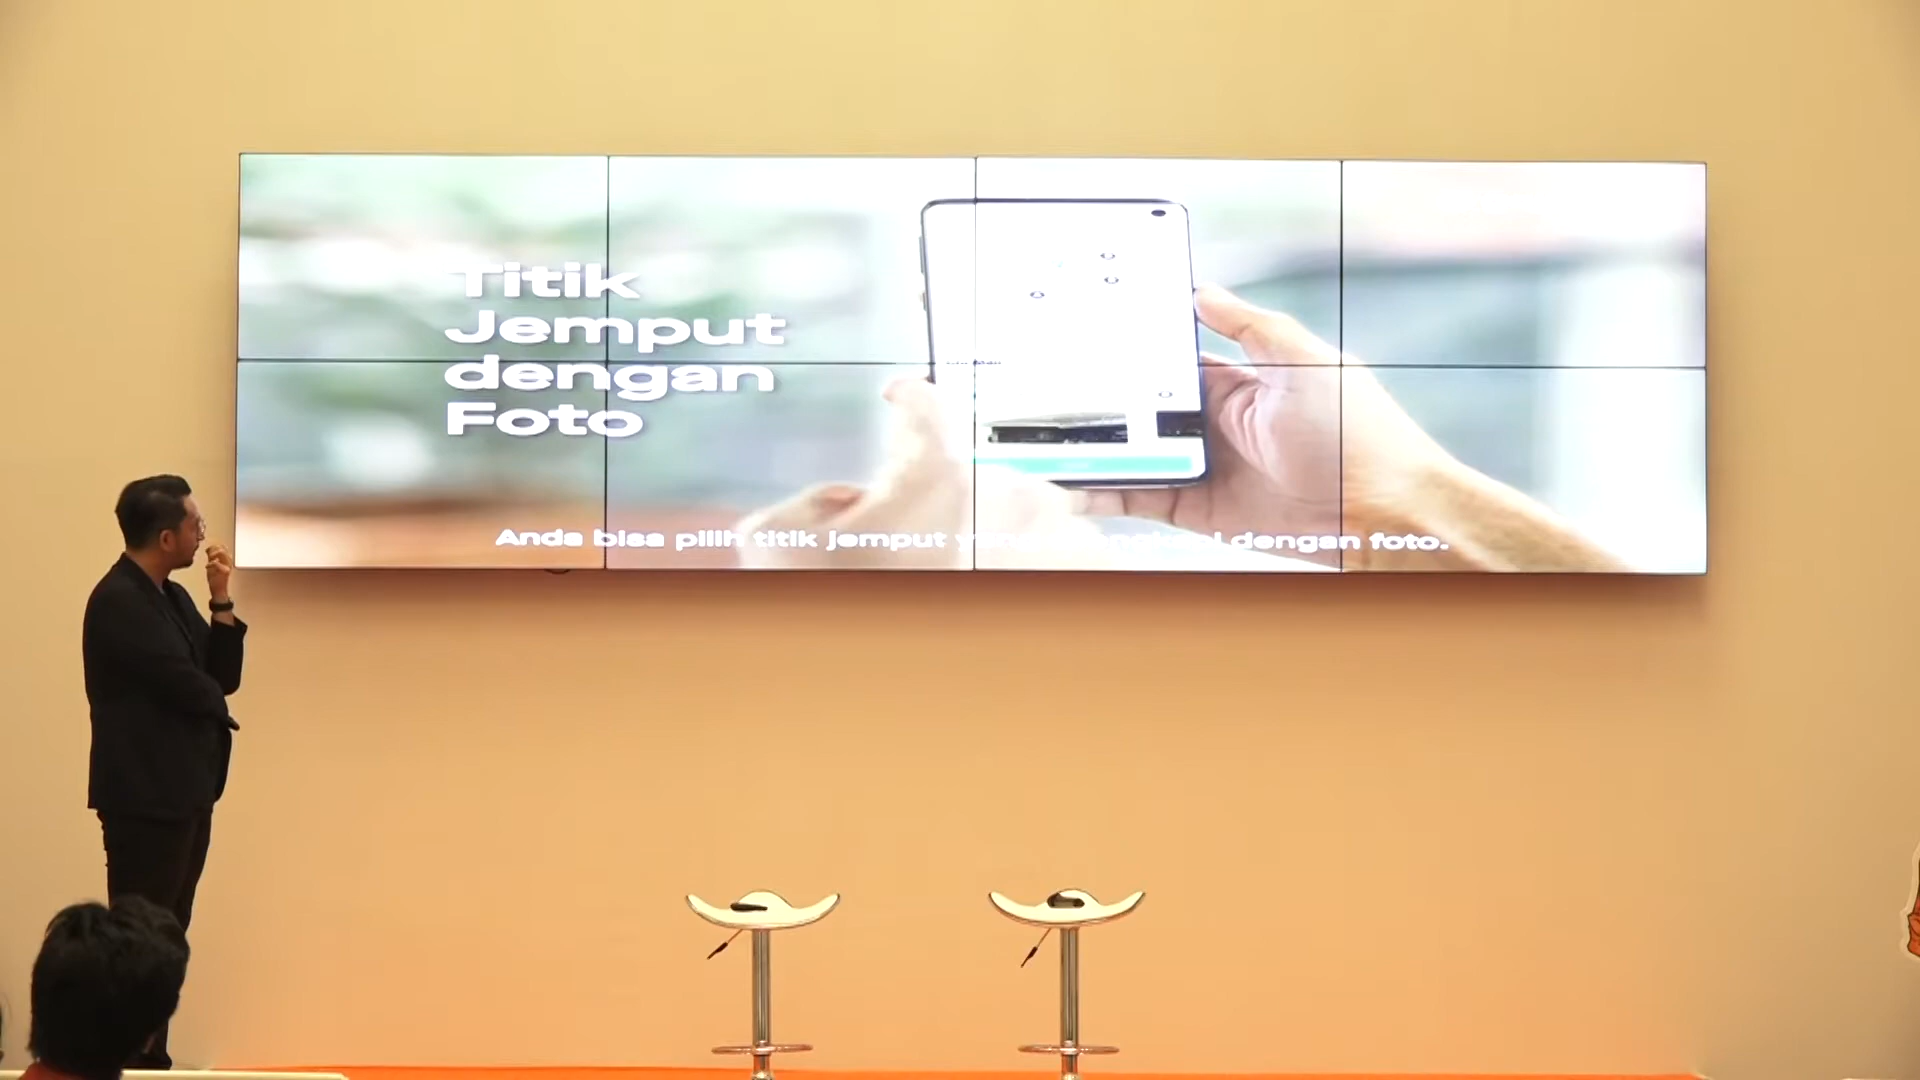 Titik
Jemput
dengan
Foto
Anda bisa pilih titik jemput dengan foto.